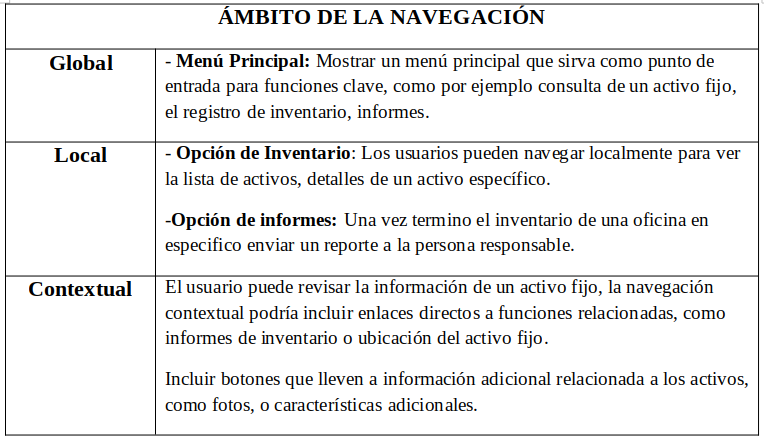 ÁMBITO DE LA NAVEGACIÓN
Global
- Menú Principal: Mostrar un menú principal que sirva como punto de
entrada para funciones clave, como por ejemplo consulta de un activo fijo,
el registro de inventario, informes.
Local
- Opción de Inventario: Los usuarios pueden navegar localmente para ver
la lista de activos, detalles de un activo específico.
-Opción de informes: Una vez termino el inventario de una oficina en
especifico enviar un reporte a la persona responsable.
Contextual
El usuario puede revisar la información de un activo fijo, la navegación
contextual podría incluir enlaces directos a funciones relacionadas, como
informes de inventario o ubicación del activo fijo.
Incluir botones que lleven a información adicional relacionada a los activos,
como fotos, o características adicionales.